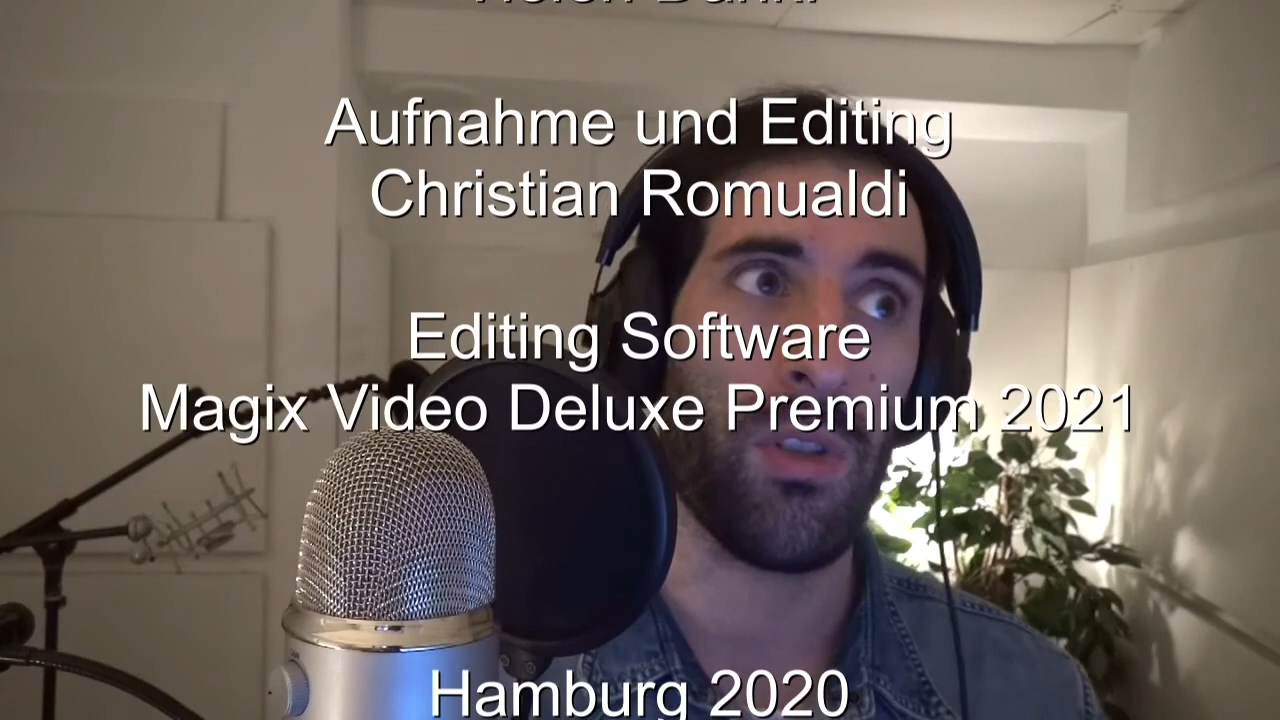 Aufnahme und Editing
Christian Romualdi
Editing Software
Magix Video Deluxe Premium 2021
Hamburg 2020